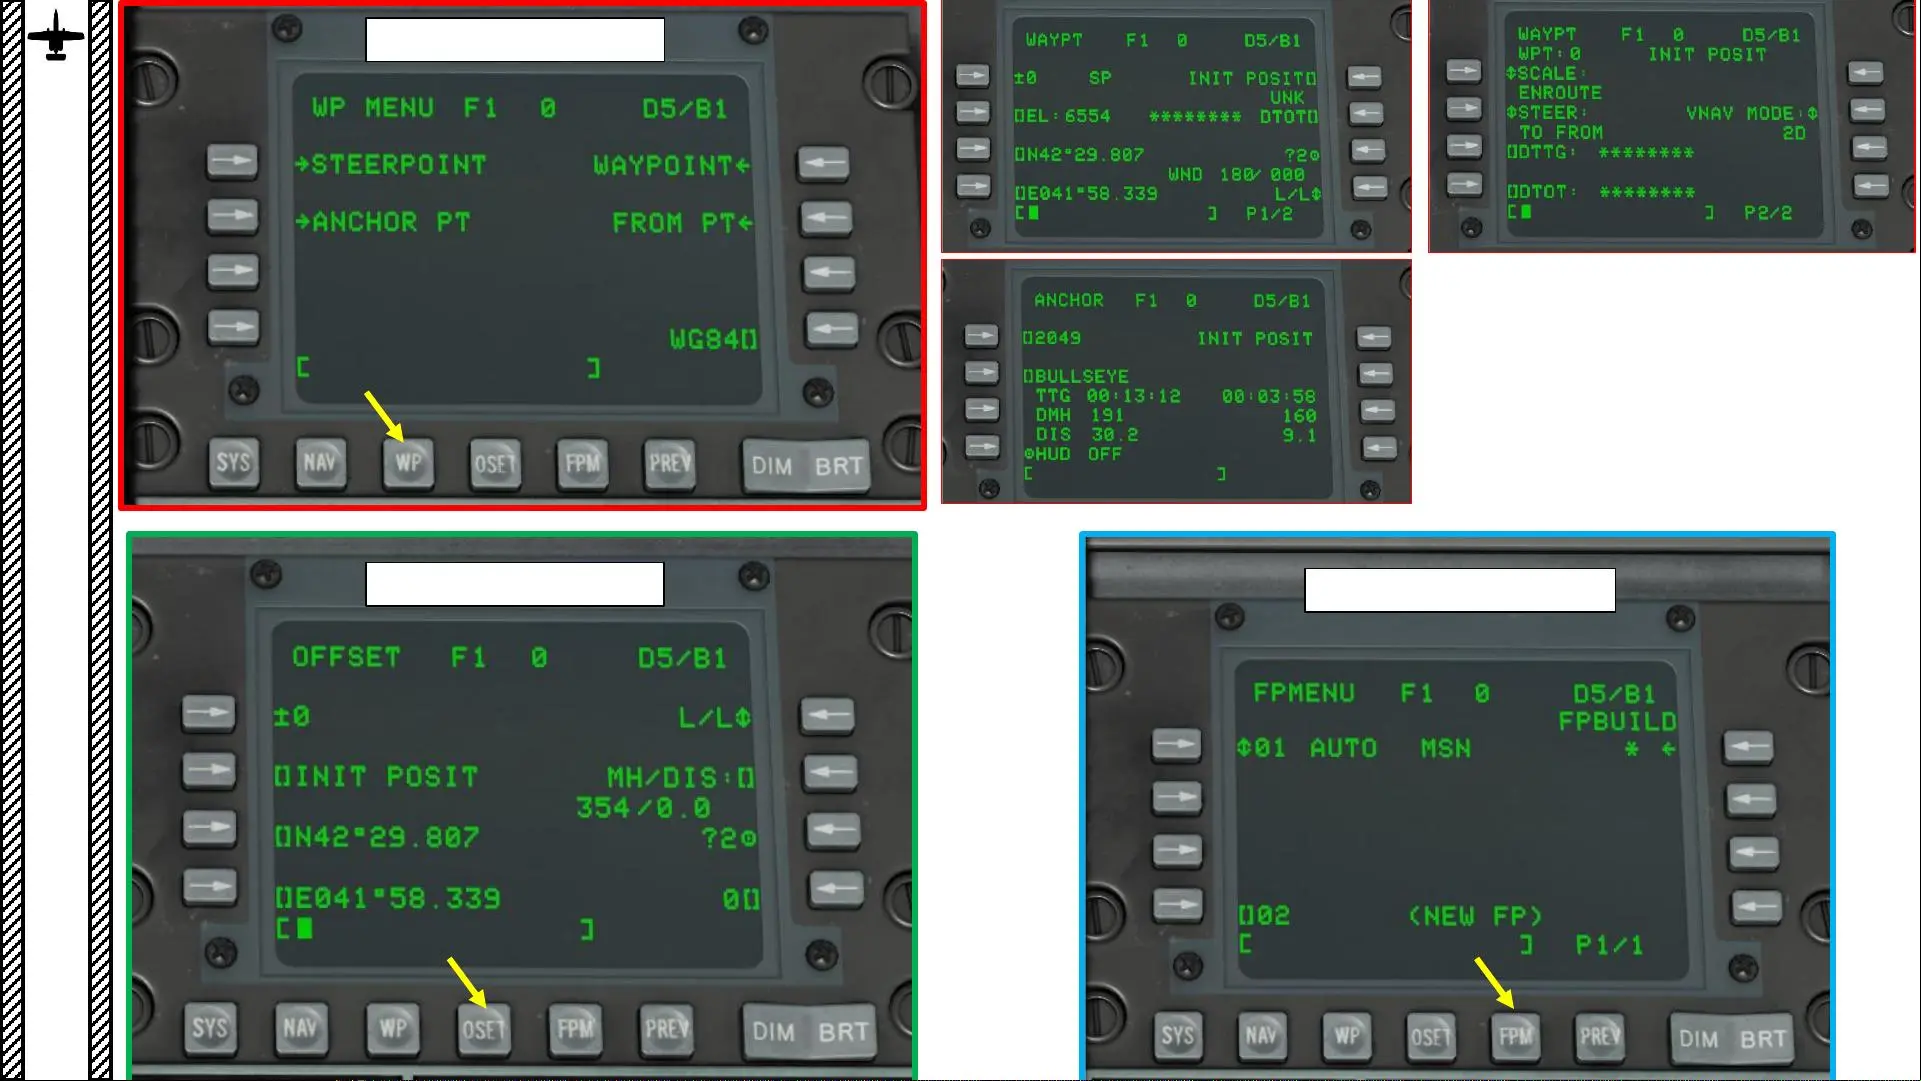 WP MENU F1 0 D5/B1
→STEERPOINT WAYPOINT←
→ANCHOR PT FROM PT←
WG84[]
[ ]
SYS NAV WP OSET FPM PREV DIM BRT
WAYPT F1 0 D5/B1
±0 SP INIT POSIT[]
UNK
[]EL:6554 ******** DTOT[]
[]N42°29.807 ?2⊙
WND 180/000
[]E041°58.339 L/L↕
[ ] P1/2
WAYPT F1 0 D5/B1
WPT:0 INIT POSIT
↕SCALE:
ENROUTE
↕STEER: VNAV MODE:↕
TO FROM 2D
[]DTTG: ********
[]DTOT: ********
[ ] P2/2
ANCHOR F1 0 D5/B1
[]2049 INIT POSIT
[]BULLSEYE
TTG 00:13:12 00:03:58
DMH 191 160
DIS 30.2 9.1
⊙HUD OFF
[ ]
OFFSET F1 0 D5/B1
±0 L/L↕
[]INIT POSIT MH/DIS:[]
354/0.0
[]N42°29.807 ?2⊙
[]E041°58.339 0[]
[ ]
SYS NAV WP OSET FPM PREV DIM BRT
FPMENU F1 0 D5/B1
FPBUILD
↕01 AUTO MSN * ←
[]02 (NEW FP)
[ ] P1/1
SYS NAV WP OSET FPM PREV DIM BRT